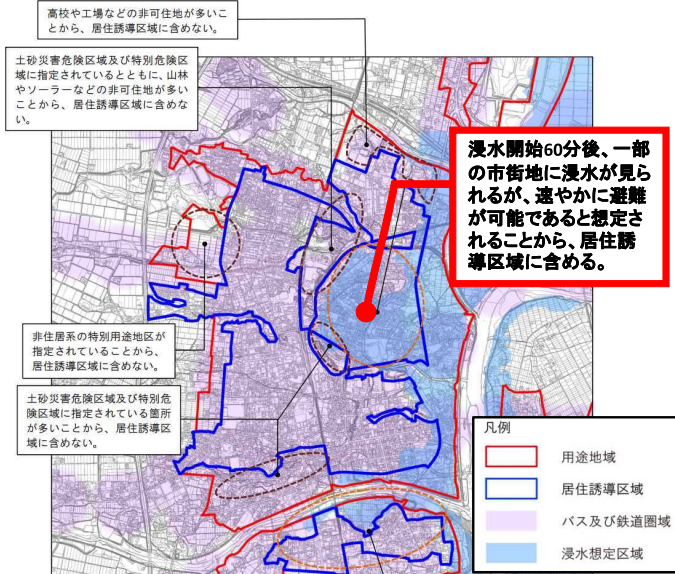 高校や工場などの非可住地が多いこ
とから、居住誘導区域に含めない。
土砂災害危険区域及び特別危険区
域に指定されているとともに、山林
やソーラーなどの非可住地が多い
ことから、居住誘導区域に含めな
い。
浸水開始60分後、一部
の市街地に浸水が見ら
れるが、速やかに避難
が可能であると想定さ
れることから、居住誘
導区域に含める。
非住居系の特別用途地区が
指定されていることから、
居住誘導区域に含めない。
土砂災害危険区域及び特別危
険区域に指定されている箇所
が多いことから、居住誘導区
域に含めない。
凡例
用途地域
居住誘導区域
バス及び鉄道圏域
浸水想定区域